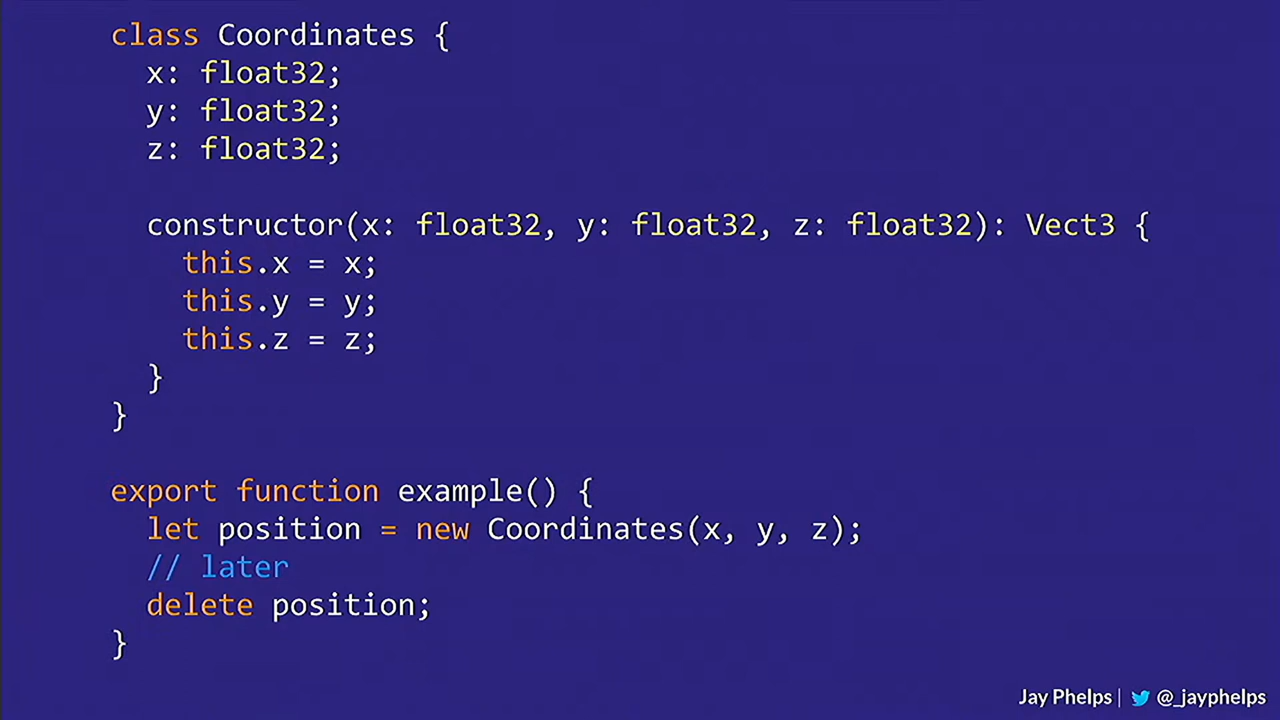 class Coordinates {
x: float32;
y: float32;
z: float32;
constructor(x: float32, y: float32, z: float32): Vect3 {
this.x = x;
this.y = y;
this.z = z;
}
}
export function example() {
let position = new Coordinates(x, y, z);
// later
delete position;
}
Jay Phelps | @_jayphelps